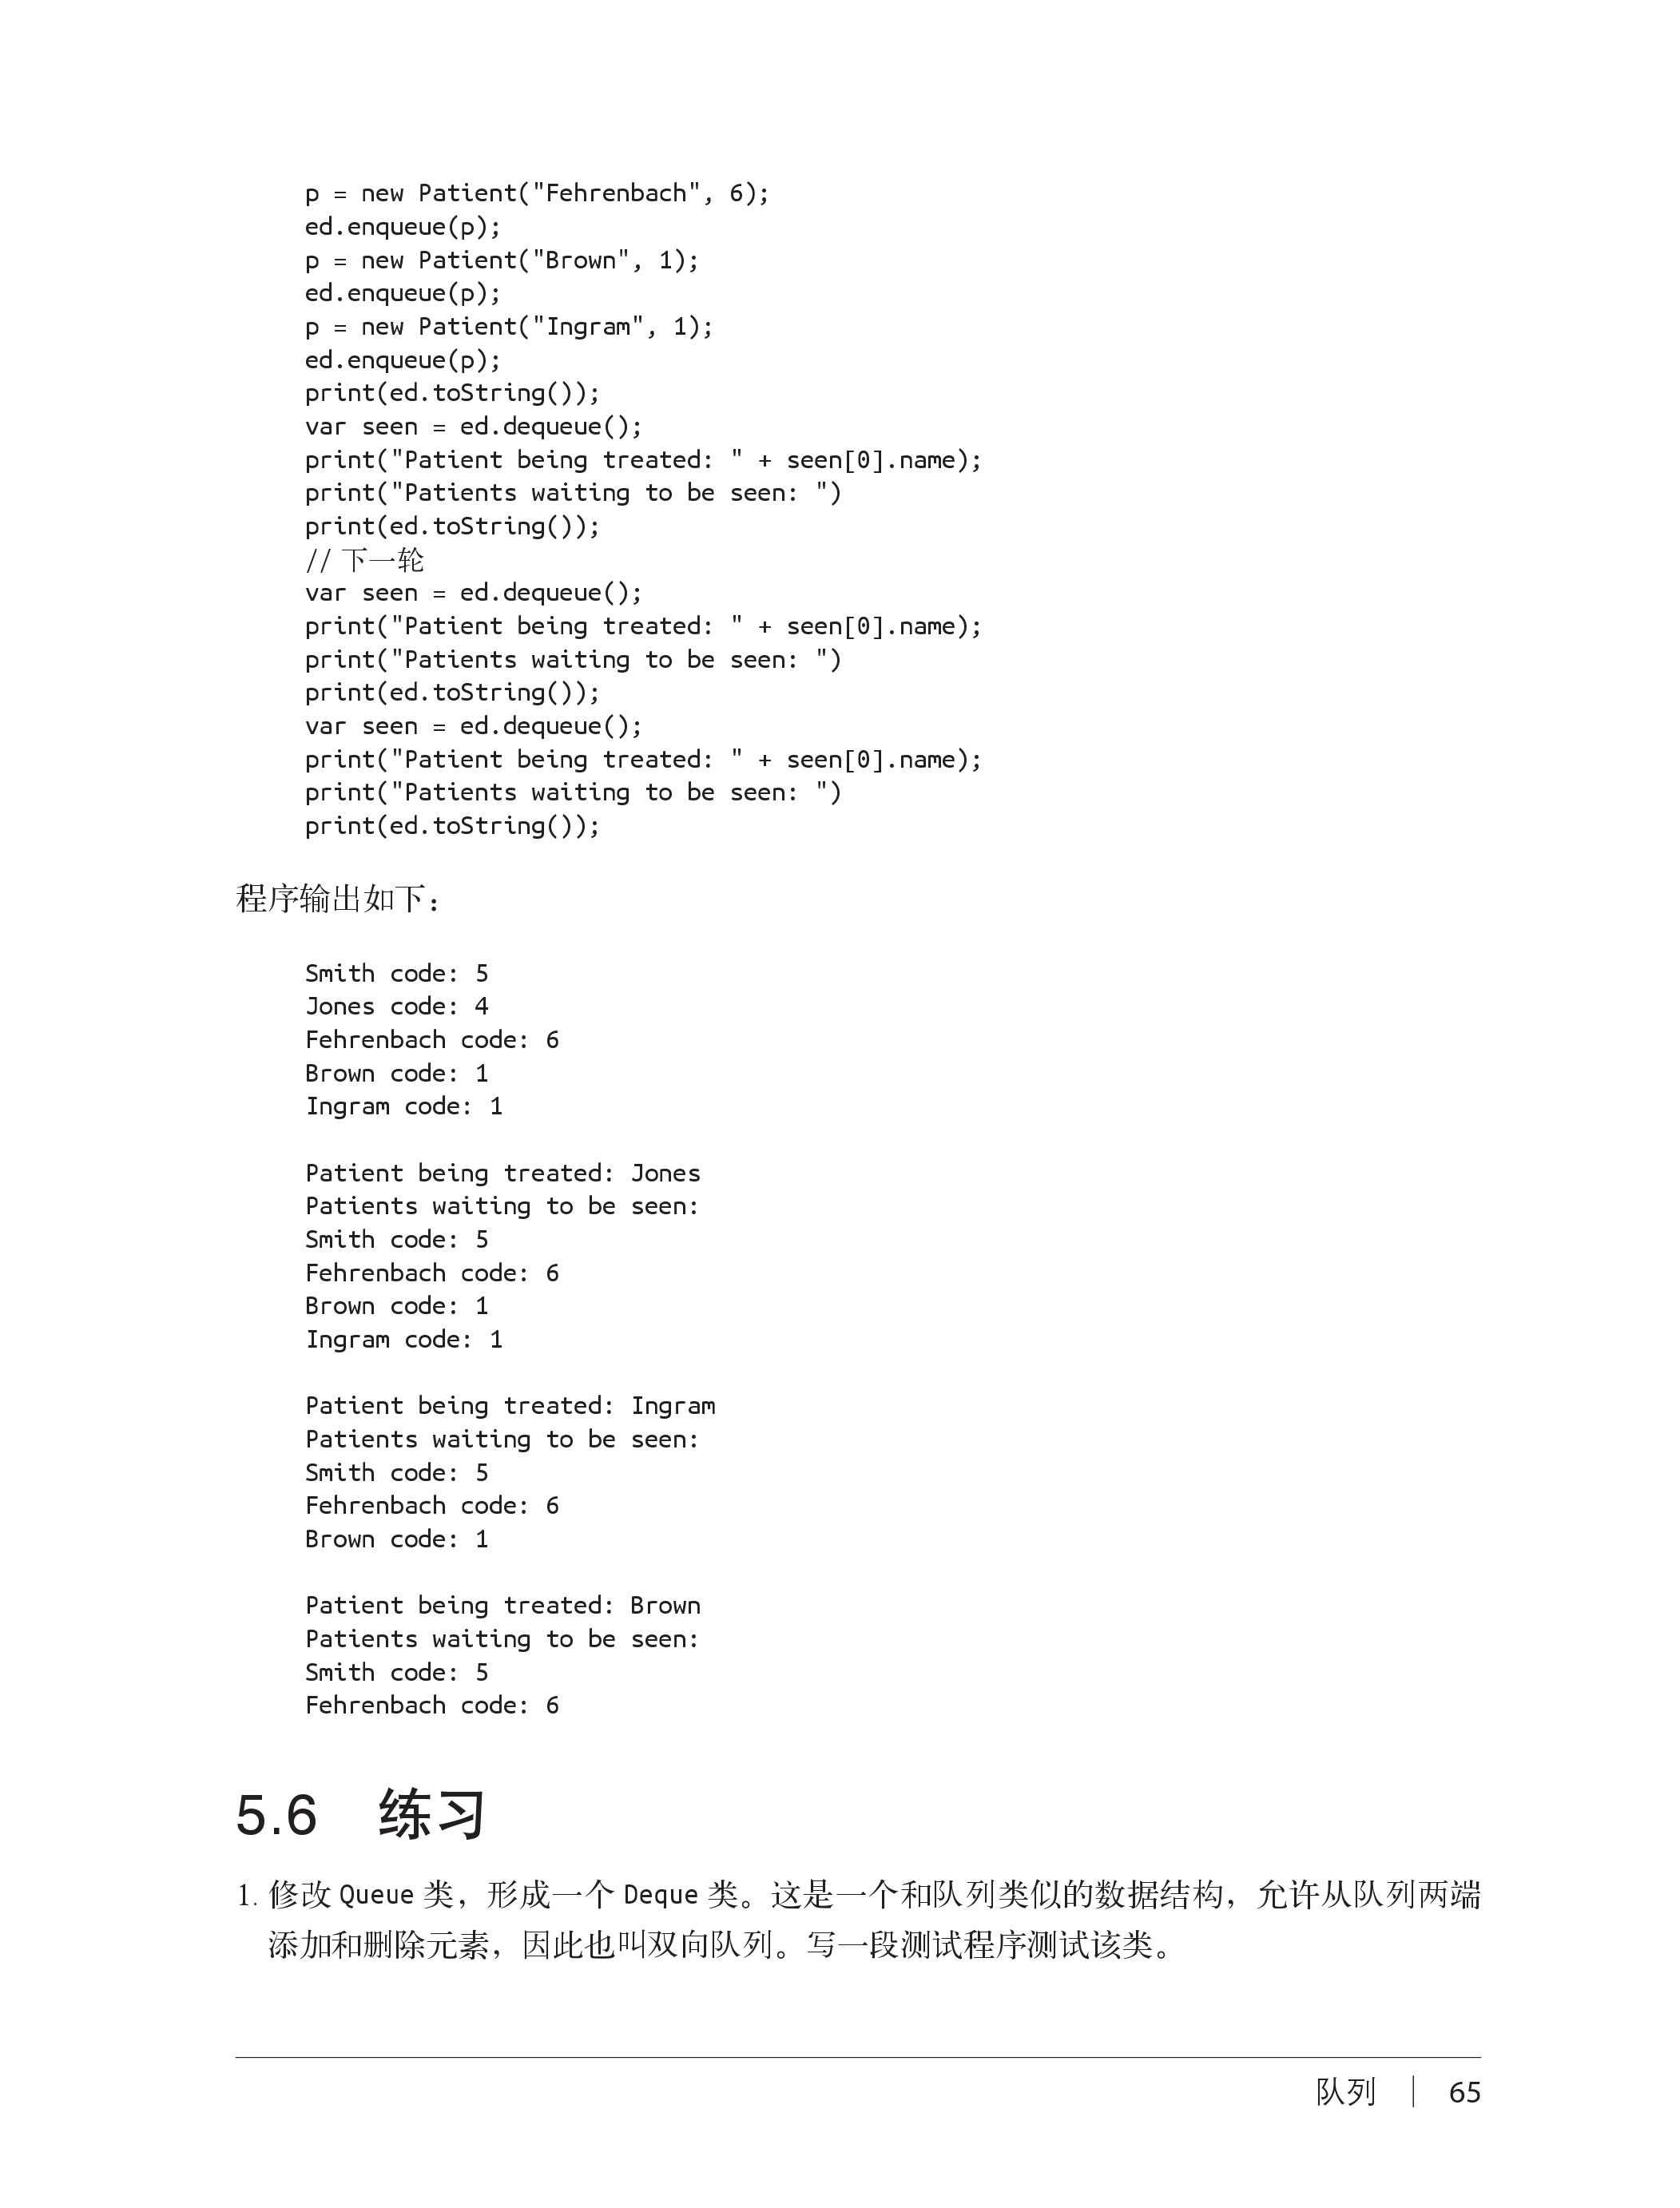 p = new Patient("Fehrenbach", 6);
ed.enqueue(p);
p = new Patient("Brown", 1);
ed.enqueue(p);
p = new Patient("Ingram", 1);
ed.enqueue(p);
print(ed.toString());
var seen = ed.dequeue();
print("Patient being treated: " + seen[0].name);
print("Patients waiting to be seen: ")
print(ed.toString());
// 下一轮
var seen = ed.dequeue();
print("Patient being treated: " + seen[0].name);
print("Patients waiting to be seen: ")
print(ed.toString());
var seen = ed.dequeue();
print("Patient being treated: " + seen[0].name);
print("Patients waiting to be seen: ")
print(ed.toString());
程序输出如下：
Smith code: 5
Jones code: 4
Fehrenbach code: 6
Brown code: 1
Ingram code: 1
Patient being treated: Jones
Patients waiting to be seen:
Smith code: 5
Fehrenbach code: 6
Brown code: 1
Ingram code: 1
Patient being treated: Ingram
Patients waiting to be seen:
Smith code: 5
Fehrenbach code: 6
Brown code: 1
Patient being treated: Brown
Patients waiting to be seen:
Smith code: 5
Fehrenbach code: 6
5.6 练习
1. 修改 Queue 类，形成一个 Deque 类。这是一个和队列类似的数据结构，允许从队列两端
添加和删除元素，因此也叫双向队列。写一段测试程序测试该类。
队列 | 65